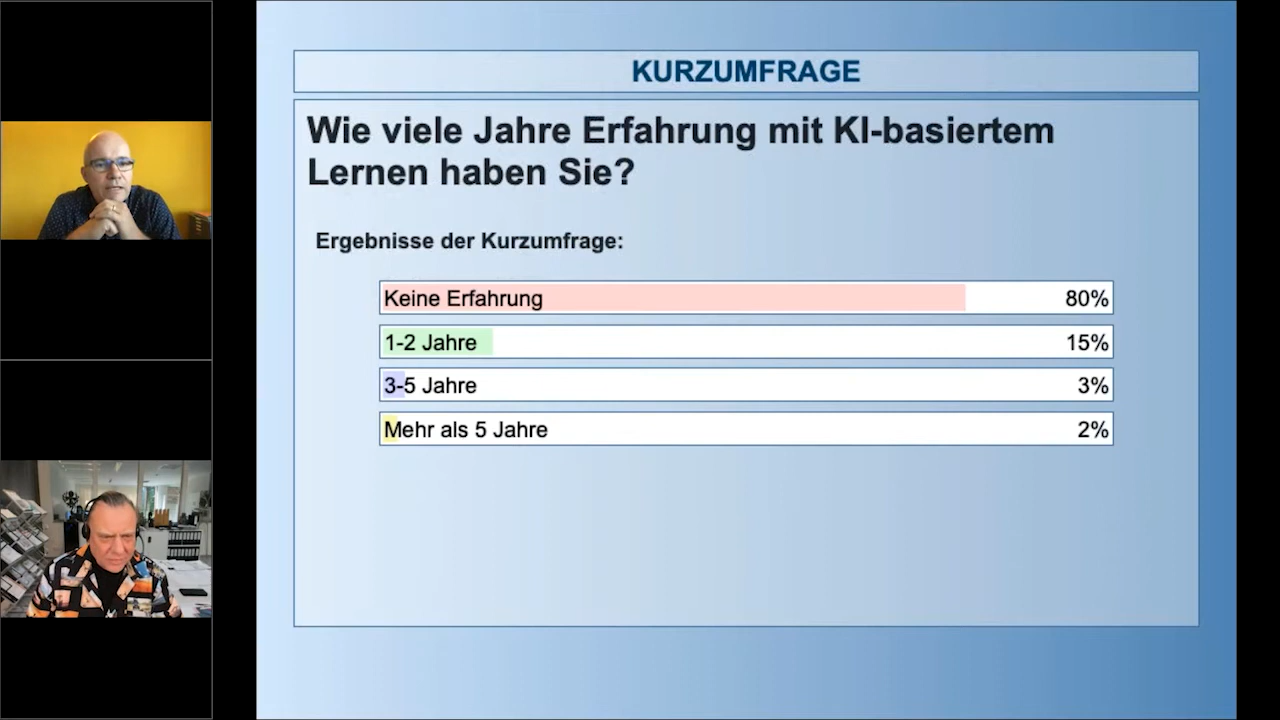 KURZUMFRAGE
Wie viele Jahre Erfahrung mit KI-basiertem
Lernen haben Sie?
Ergebnisse der Kurzumfrage:
Keine Erfahrung 80%
1-2 Jahre 15%
3-5 Jahre 3%
Mehr als 5 Jahre 2%